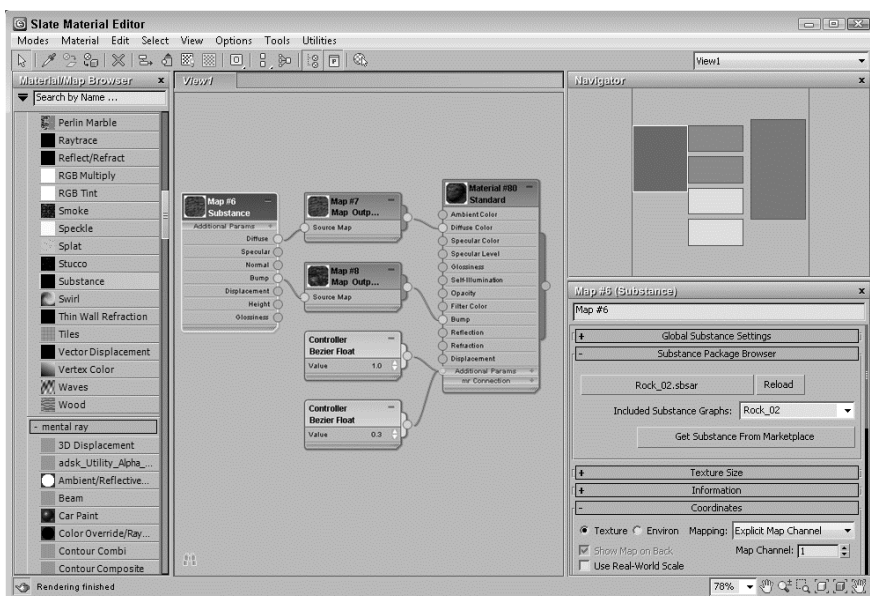 Slate Material Editor
Modes Material Edit Select View Options Tools Utilities
View1
Material/Map Browser
Search by Name ...
Perlin Marble
Raytrace
Reflect/Refract
RGB Multiply
RGB Tint
Smoke
Speckle
Splat
Stucco
Substance
Swirl
Thin Wall Refraction
Tiles
Vector Displacement
Vertex Color
Waves
Wood
- mental ray
3D Displacement
adsk_Utility_Alpha_...
Ambient/Reflective...
Beam
Car Paint
Color Override/Ray...
Contour Combi
Contour Composite
View1
Map #6
Substance
Additional Params
Diffuse
Specular
Normal
Bump
Displacement
Height
Glossiness
Map #7
Map Outp...
Source Map
Map #8
Map Outp...
Source Map
Controller
Bezier Float
Value 1.0
Controller
Bezier Float
Value 0.3
Material #80
Standard
Ambient Color
Diffuse Color
Specular Color
Specular Level
Glossiness
Self-Illumination
Opacity
Filter Color
Bump
Reflection
Refraction
Displacement
Additional Params
mr Connection
Navigator
Map #6 (Substance)
Map #6
+ Global Substance Settings
- Substance Package Browser
Rock_02.sbsar Reload
Included Substance Graphs: Rock_02
Get Substance From Marketplace
+ Texture Size
+ Information
- Coordinates
Texture Environ Mapping: Explicit Map Channel
Show Map on Back Map Channel: 1
Use Real-World Scale
Rendering finished
78%